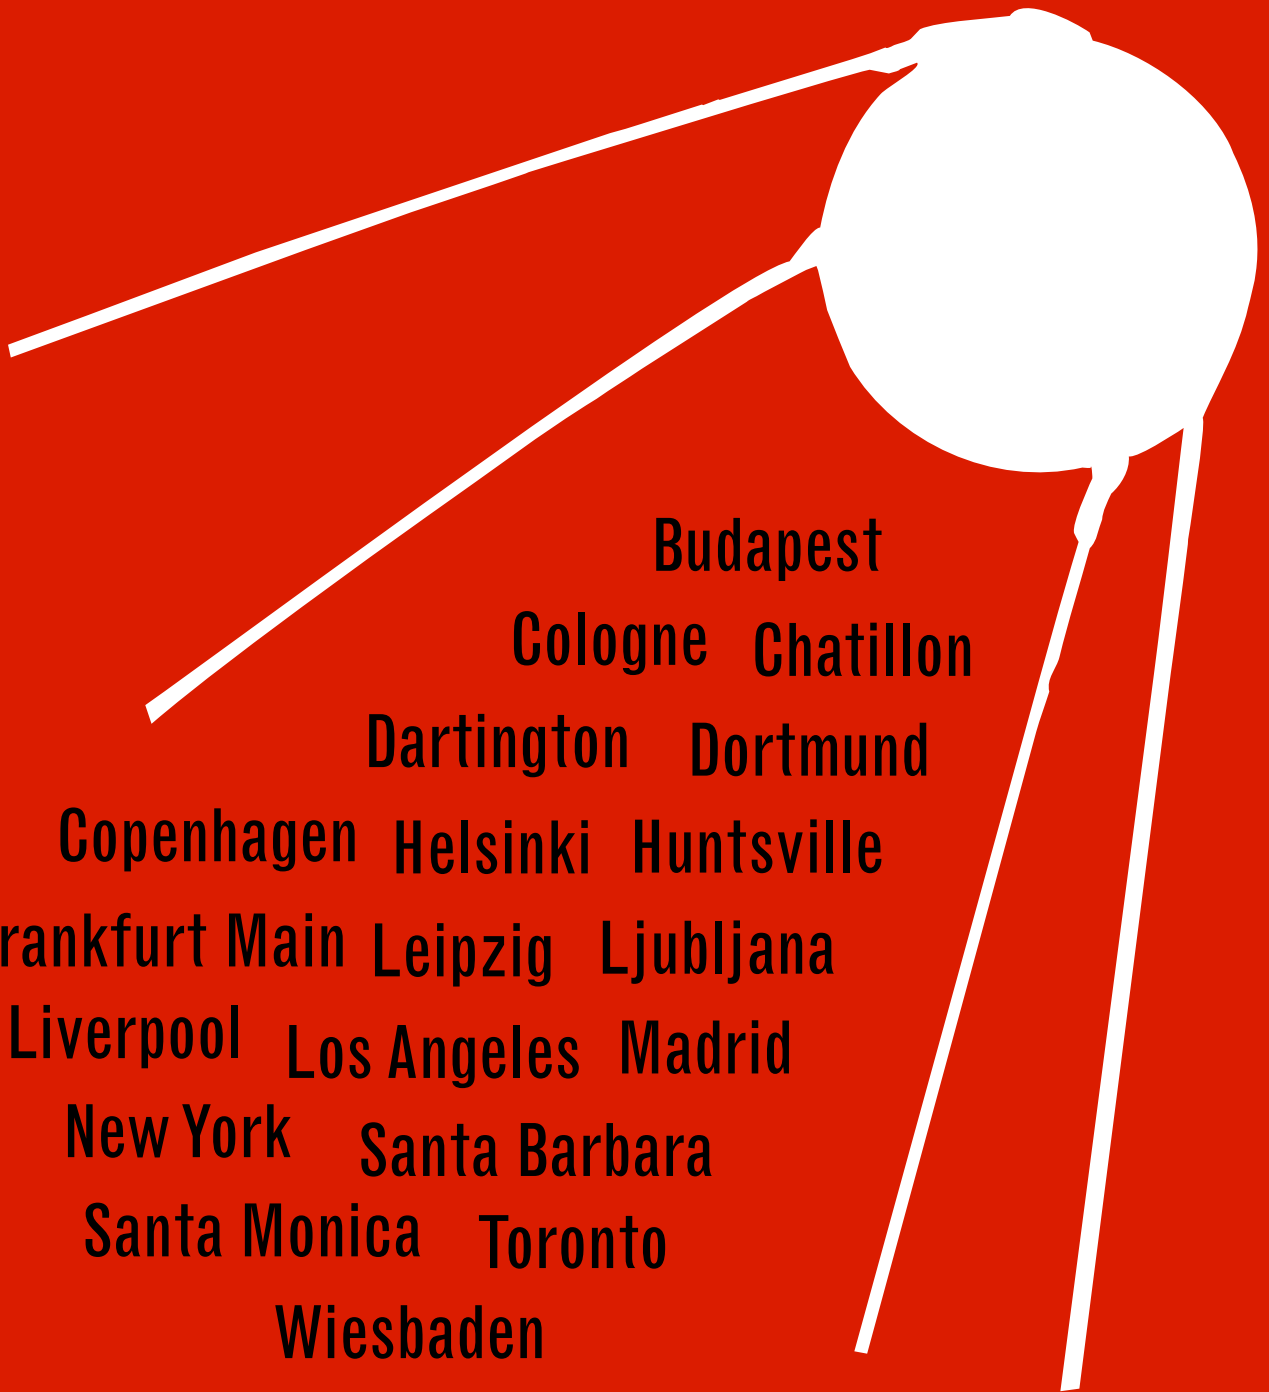 Budapest
Cologne Chatillon
Dartington Dortmund
Copenhagen Helsinki Huntsville
rankfurt Main Leipzig Ljubljana
Liverpool Los Angeles Madrid
New York Santa Barbara
Santa Monica Toronto
Wiesbaden